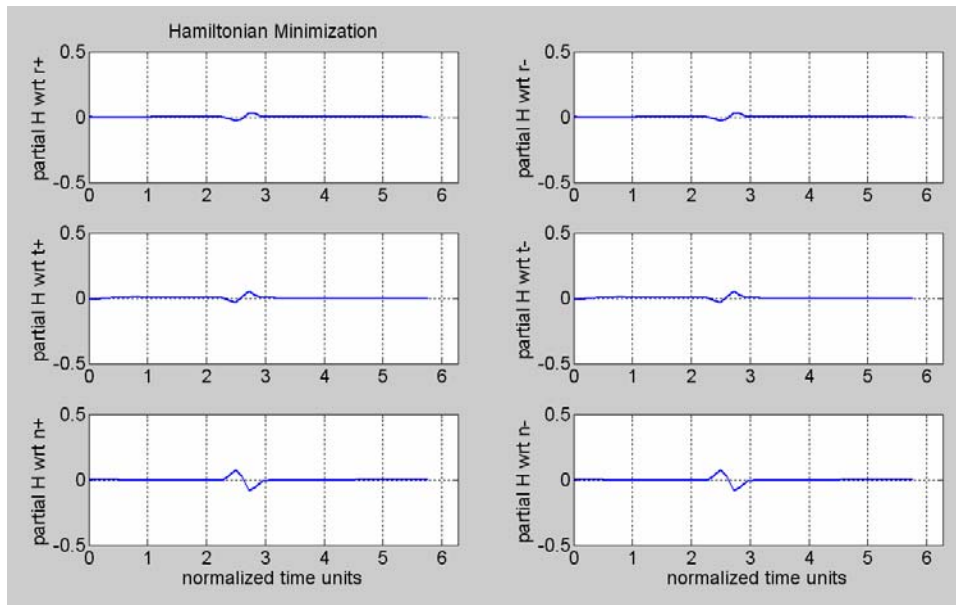 Hamiltonian Minimization
partial H wrt r+
0.5
0
-0.5
0 1 2 3 4 5 6
partial H wrt r-
0.5
0
-0.5
0 1 2 3 4 5 6
partial H wrt t+
0.5
0
-0.5
0 1 2 3 4 5 6
partial H wrt t-
0.5
0
-0.5
0 1 2 3 4 5 6
partial H wrt n+
0.5
0
-0.5
0 1 2 3 4 5 6
normalized time units
partial H wrt n-
0.5
0
-0.5
0 1 2 3 4 5 6
normalized time units